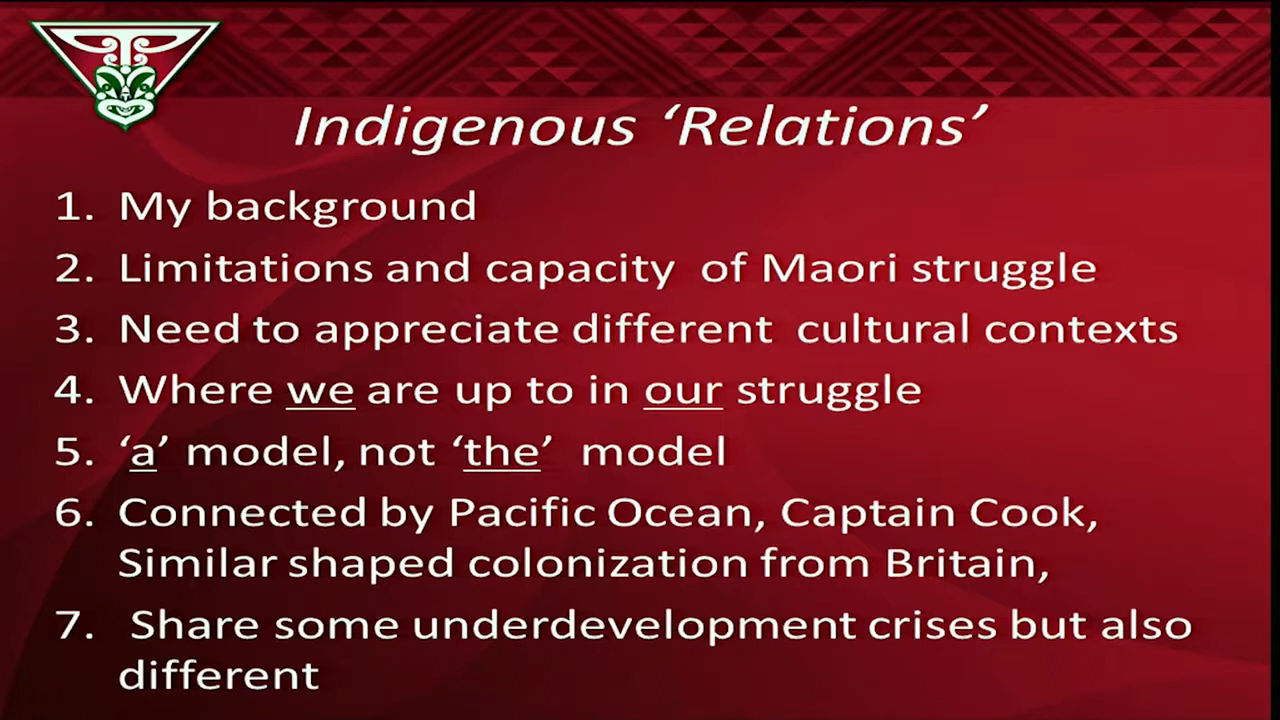 Indigenous ‘Relations’
1. My background
2. Limitations and capacity of Maori struggle
3. Need to appreciate different cultural contexts
4. Where we are up to in our struggle
5. ‘a’ model, not ‘the’ model
6. Connected by Pacific Ocean, Captain Cook,
Similar shaped colonization from Britain,
7. Share some underdevelopment crises but also
different